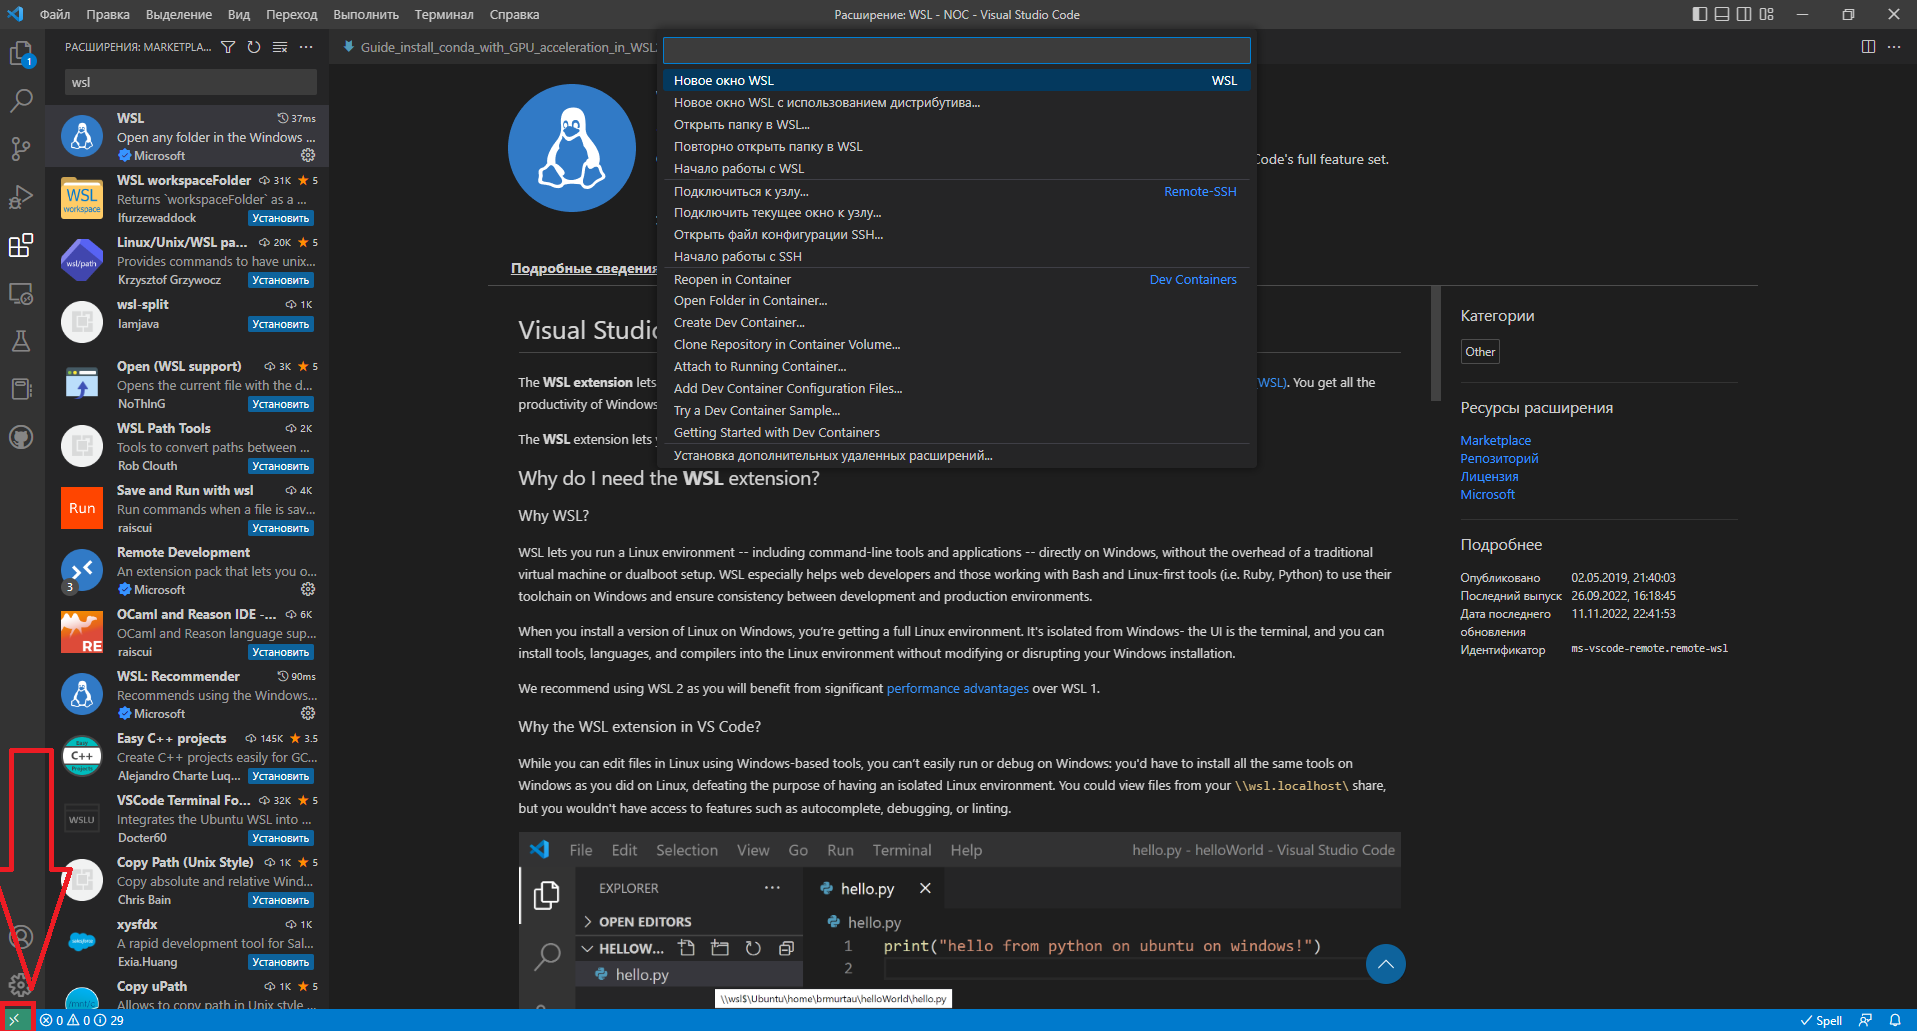 Файл Правка Выделение Вид Переход Выполнить Терминал Справка
Расширение: WSL - NOC - Visual Studio Code
РАСШИРЕНИЯ: MARKETPLA...
wsl
WSL 37ms
Open any folder in the Windows ...
Microsoft
WSL workspaceFolder 31K 5
Returns `workspaceFolder` as a ...
lfurzewaddock Установить
WSL
workspace
Linux/Unix/WSL pa... 20K 5
Provides commands to have unix...
Krzysztof Grzywocz Установить
wsl/path
wsl-split 1K
Iamjava Установить
Open (WSL support) 3K 5
Opens the current file with the d...
NoThInG Установить
WSL Path Tools 2K
Tools to convert paths between ...
Rob Clouth Установить
Save and Run with wsl 4K
Run commands when a file is sav...
raiscui Установить
Run
Remote Development
An extension pack that lets you o...
Microsoft
3
OCaml and Reason IDE -... 6K
OCaml and Reason language sup...
raiscui Установить
RE
WSL: Recommender 90ms
Recommends using the Windows...
Microsoft
Easy C++ projects 145K 3.5
Create C++ projects easily for GC...
Alejandro Charte Luq... Установить
Easy
C++
Projects
VSCode Terminal Fo... 32K 5
Integrates the Ubuntu WSL into ...
Docter60 Установить
WSLU
Copy Path (Unix Style) 1K 5
Copy absolute and relative Wind...
Chris Bain Установить
xysfdx 1K
A rapid development tool for Sal...
Exia.Huang Установить
Copy uPath 1K 5
Allows to copy path in Unix style ...
1
Guide_install_conda_with_GPU_acceleration_in_WSL
Новое окно WSL WSL
Новое окно WSL с использованием дистрибутива...
Открыть папку в WSL...
Повторно открыть папку в WSL
Начало работы с WSL
Подключиться к узлу... Remote-SSH
Подключить текущее окно к узлу...
Открыть файл конфигурации SSH...
Начало работы с SSH
Reopen in Container Dev Containers
Open Folder in Container...
Create Dev Container...
Clone Repository in Container Volume...
Attach to Running Container...
Add Dev Container Configuration Files...
Try a Dev Container Sample...
Getting Started with Dev Containers
Установка дополнительных удаленных расширений...
Code's full feature set.
Подробные сведения
Visual Studio
The WSL extension lets (WSL). You get all the
productivity of Windows
The WSL extension lets
Why do I need the WSL extension?
Why WSL?
WSL lets you run a Linux environment -- including command-line tools and applications -- directly on Windows, without the overhead of a traditional
virtual machine or dualboot setup. WSL especially helps web developers and those working with Bash and Linux-first tools (i.e. Ruby, Python) to use their
toolchain on Windows and ensure consistency between development and production environments.
When you install a version of Linux on Windows, you're getting a full Linux environment. It's isolated from Windows- the UI is the terminal, and you can
install tools, languages, and compilers into the Linux environment without modifying or disrupting your Windows installation.
We recommend using WSL 2 as you will benefit from significant performance advantages over WSL 1.
Why the WSL extension in VS Code?
While you can edit files in Linux using Windows-based tools, you can't easily run or debug on Windows: you'd have to install all the same tools on
Windows as you did on Linux, defeating the purpose of having an isolated Linux environment. You could view files from your \\wsl.localhost\ share,
but you wouldn't have access to features such as autocomplete, debugging, or linting.
File Edit Selection View Go Run Terminal Help hello.py - helloWorld - Visual Studio Code
EXPLORER ...
hello.py
OPEN EDITORS
hello.py
HELLOW...
hello.py
1 print("hello from python on ubuntu on windows!")
2
\\wsl$\Ubuntu\home\brmurtau\helloWorld\hello.py
Категории
Other
Ресурсы расширения
Marketplace
Репозиторий
Лицензия
Microsoft
Подробнее
Опубликовано 02.05.2019, 21:40:03
Последний выпуск 26.09.2022, 16:18:45
Дата последнего 11.11.2022, 22:41:53
обновления
Идентификатор ms-vscode-remote.remote-wsl
0 0 29
Spell